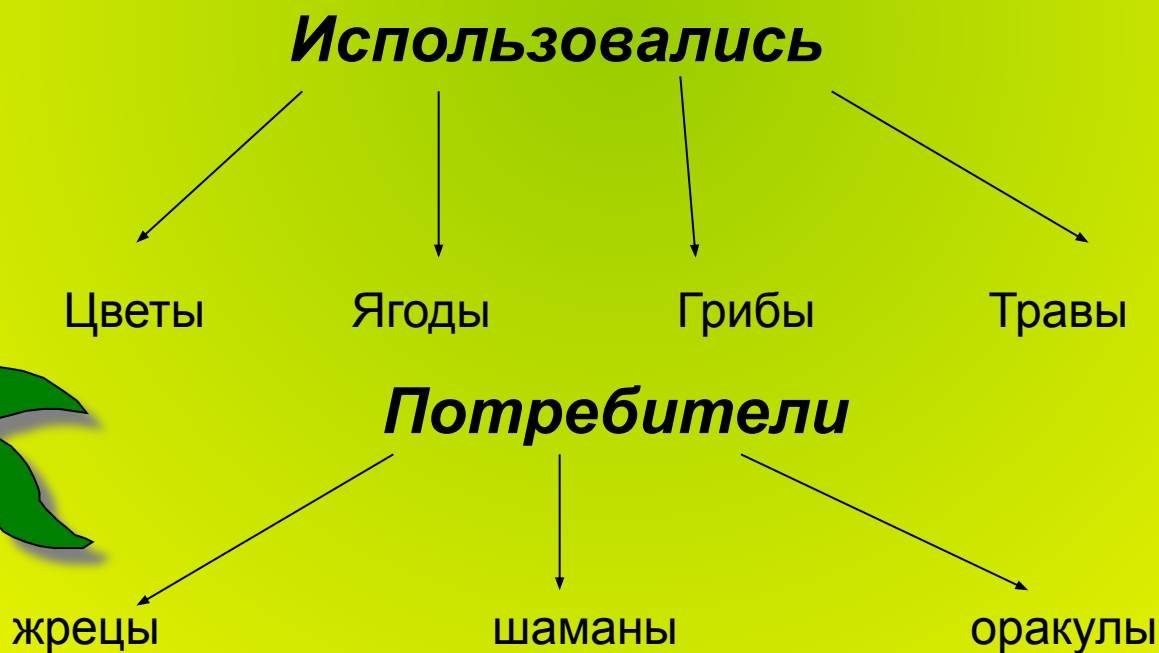 Использовались
Цветы Ягоды Грибы Травы
Потребители
жрецы шаманы оракулы